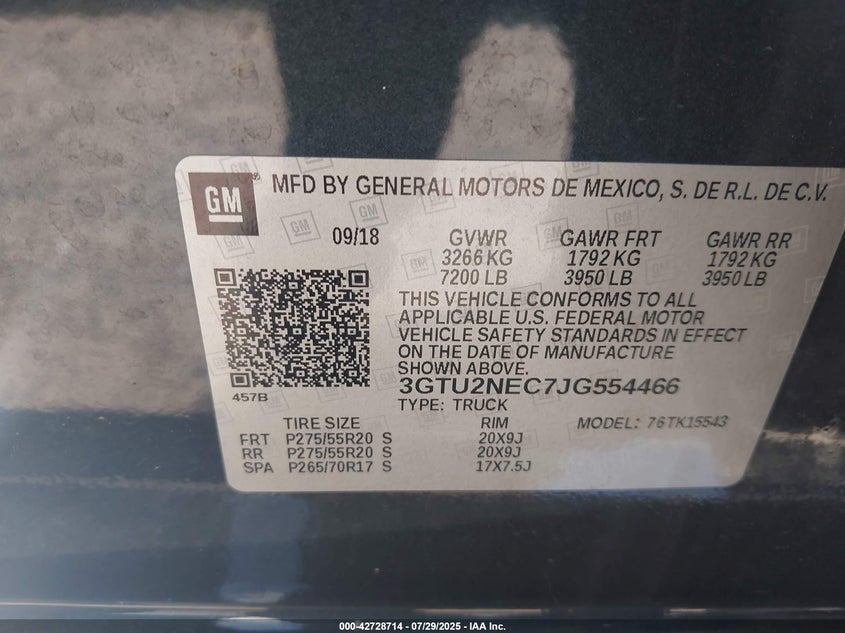 GM
MFD BY GENERAL MOTORS DE MEXICO, S. DE R.L. DE C.V.
09/18 GVWR GAWR FRT GAWR RR
3266 KG 1792 KG 1792 KG
7200 LB 3950 LB 3950 LB
THIS VEHICLE CONFORMS TO ALL
APPLICABLE U.S. FEDERAL MOTOR
VEHICLE SAFETY STANDARDS IN EFFECT
ON THE DATE OF MANUFACTURE
SHOWN ABOVE.
3GTU2NEC7JG554466
457B
TYPE: TRUCK
TIRE SIZE RIM MODEL: 76TK15543
FRT P275/55R20 S 20X9J
RR P275/55R20 S 20X9J
SPA P265/70R17 S 17X7.5J
000-42728714 / 07/29/2025 - IAA Inc.